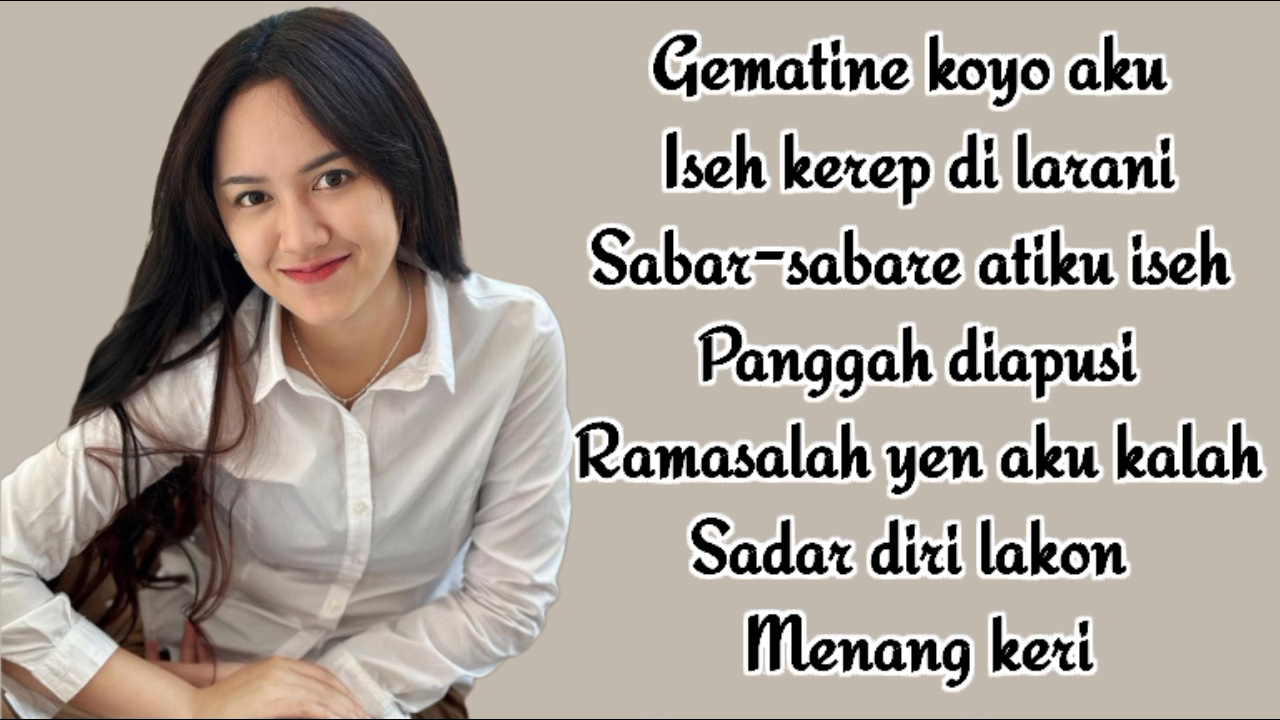 Gematine koyo aku
Iseh kerep di larani
Sabar-sabare atiku iseh
Panggah diapusi
Ramasalah yen aku kalah
Sadar diri lakon
Menang keri